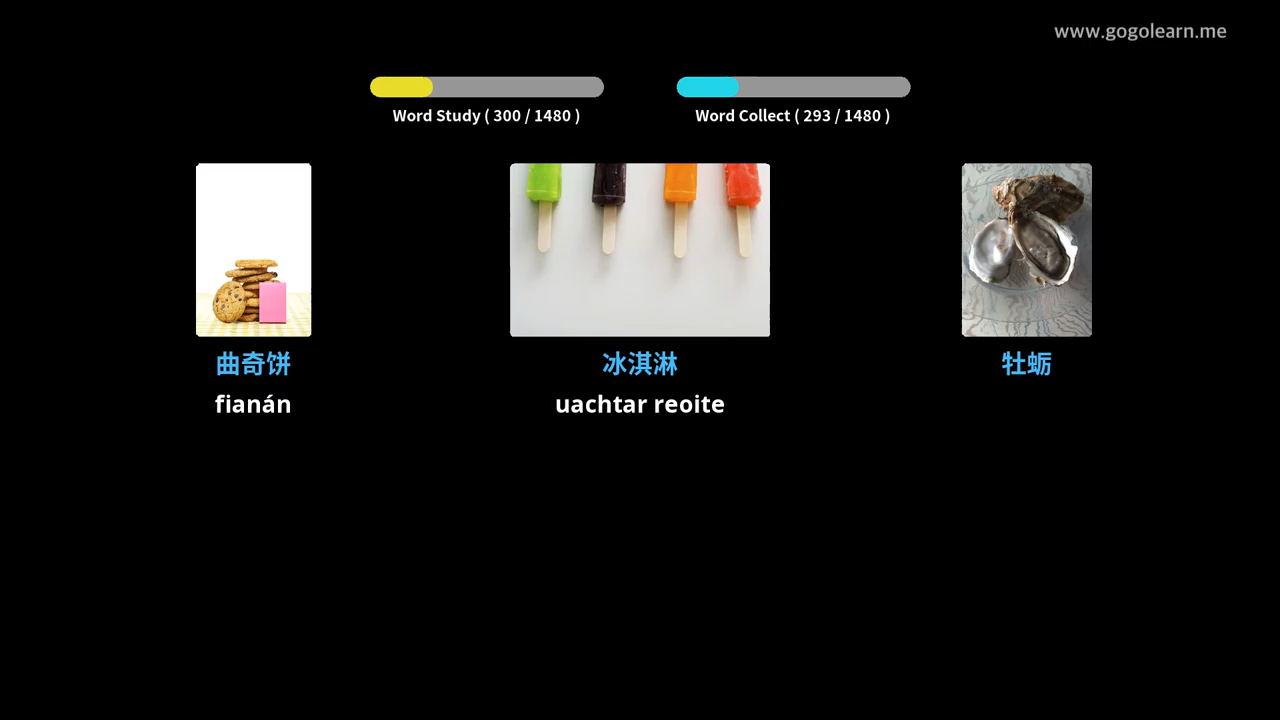 www.gogolearn.me
Word Study ( 300 / 1480 )
Word Collect ( 293 / 1480 )
曲奇饼
冰淇淋
牡蛎
fianán
uachtar reoite